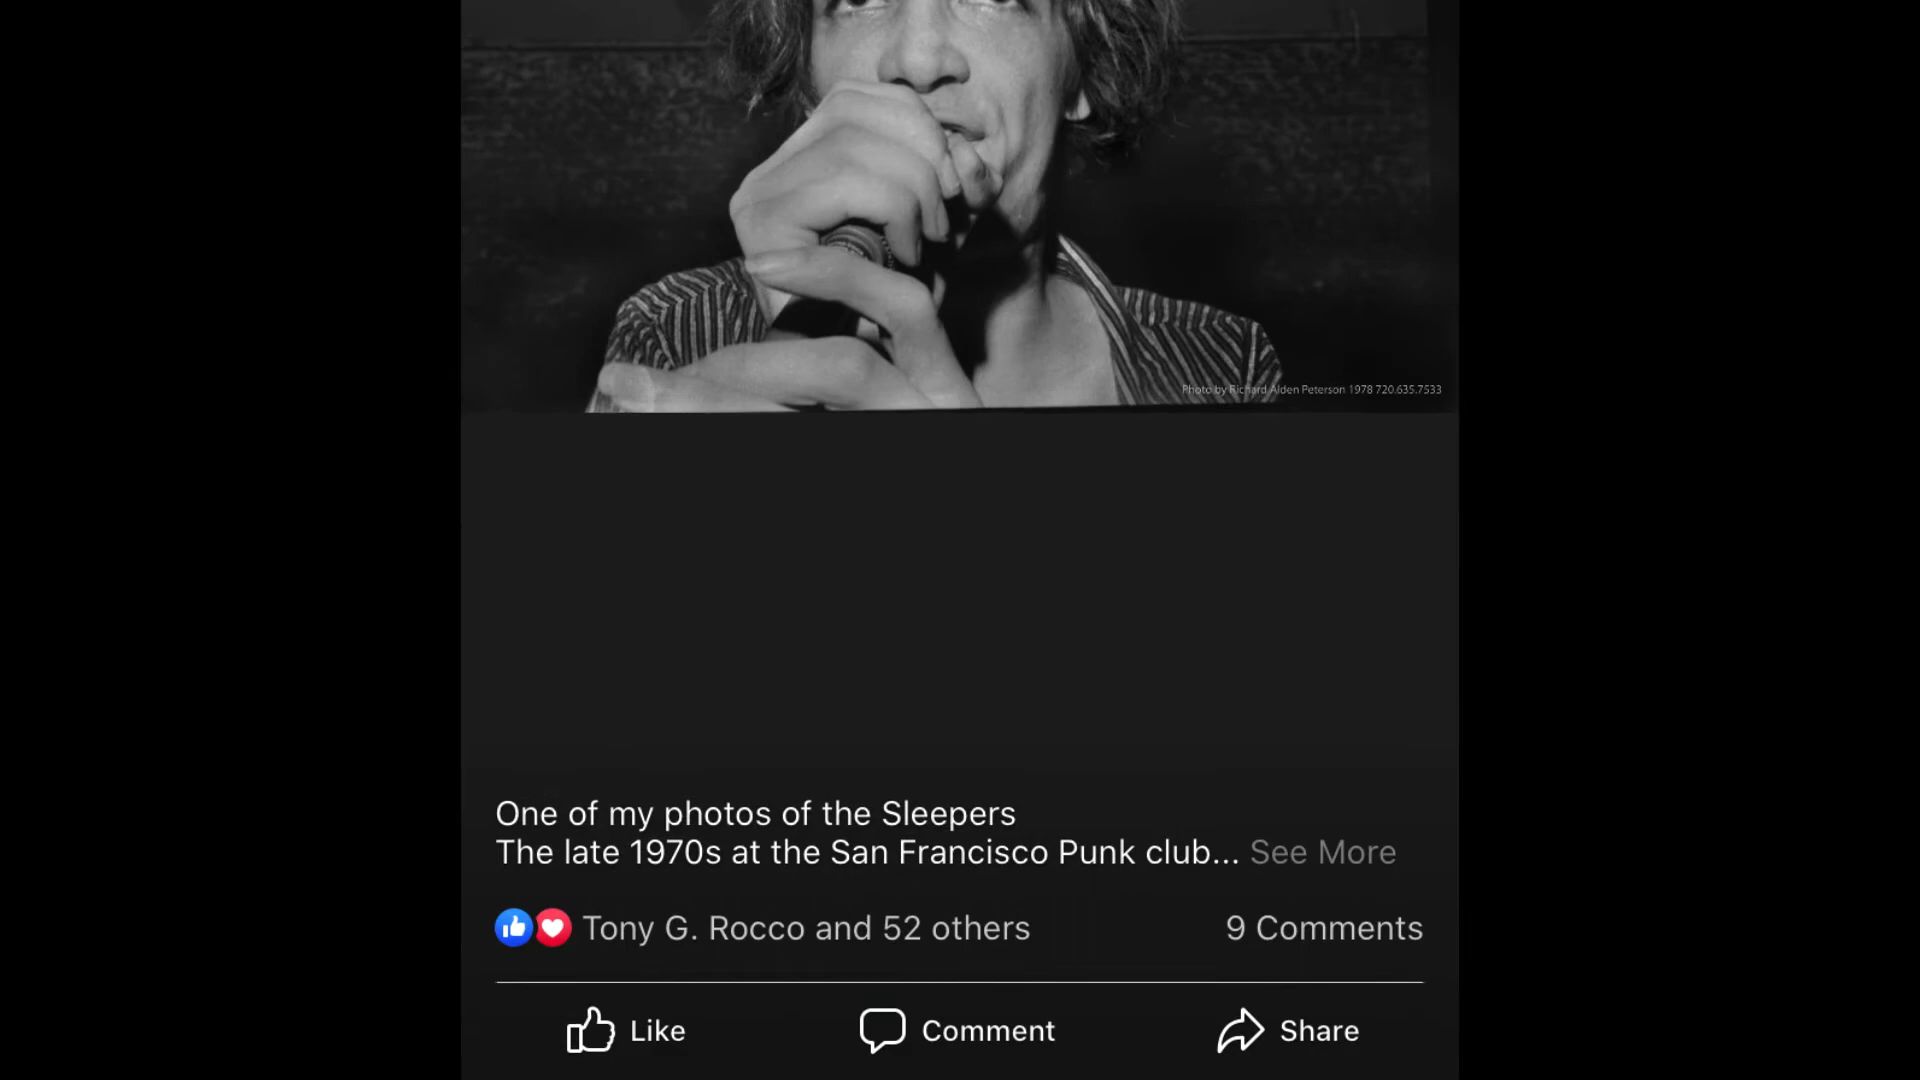 Photo by Richard Alden Peterson 1978 720.635.7533
One of my photos of the Sleepers
The late 1970s at the San Francisco Punk club... See More
Tony G. Rocco and 52 others
9 Comments
Like
Comment
Share